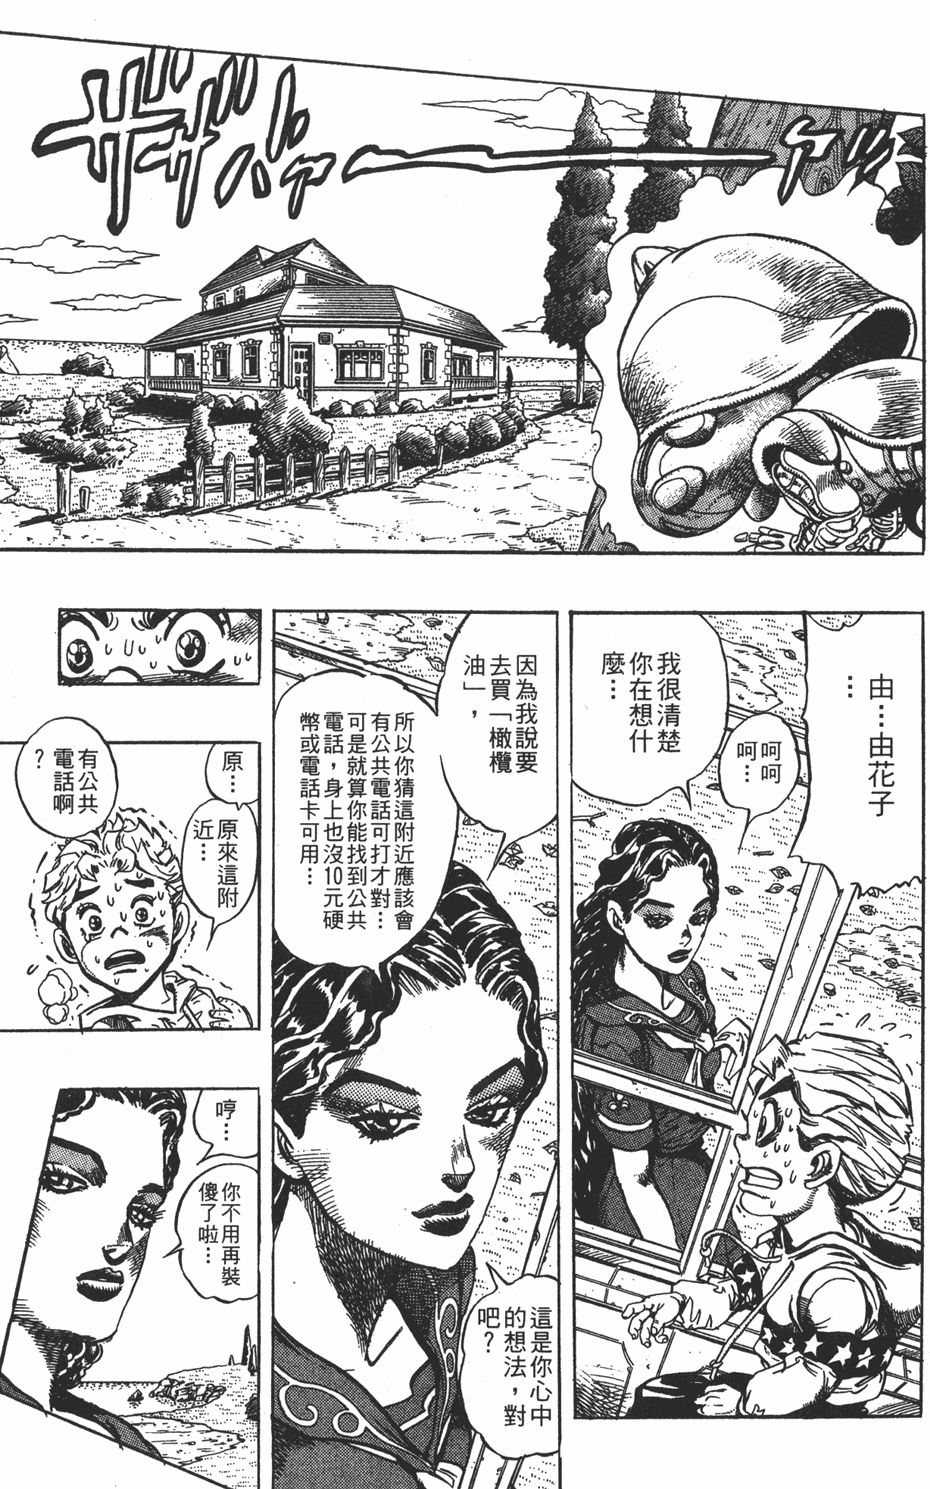 ザザザパァーーァッ
由…由花子
…
我很清楚
你在想什
麼…
呵呵
呵…
因為我說要
去買「橄欖
油」，
所以你猜這附近應該會
有公共電話可打才對…
可是就算你能找到公共
電話，身上也沒10元硬
幣或電話卡可用…
這是你心中
的想法，對
吧？
原…
原來這附
近…
有公共
電話啊
？
哼…
你不用再裝
傻了啦…